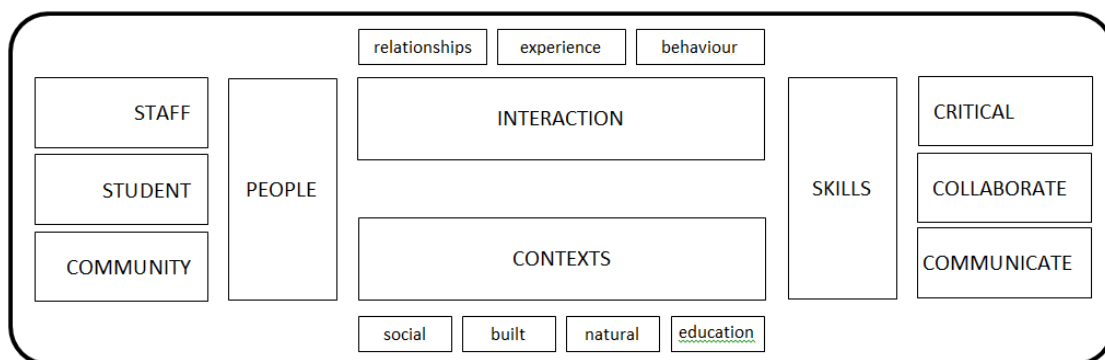 relationships
experience
behaviour
STAFF
STUDENT
COMMUNITY
PEOPLE
INTERACTION
CONTEXTS
SKILLS
CRITICAL
COLLABORATE
COMMUNICATE
social
built
natural
education